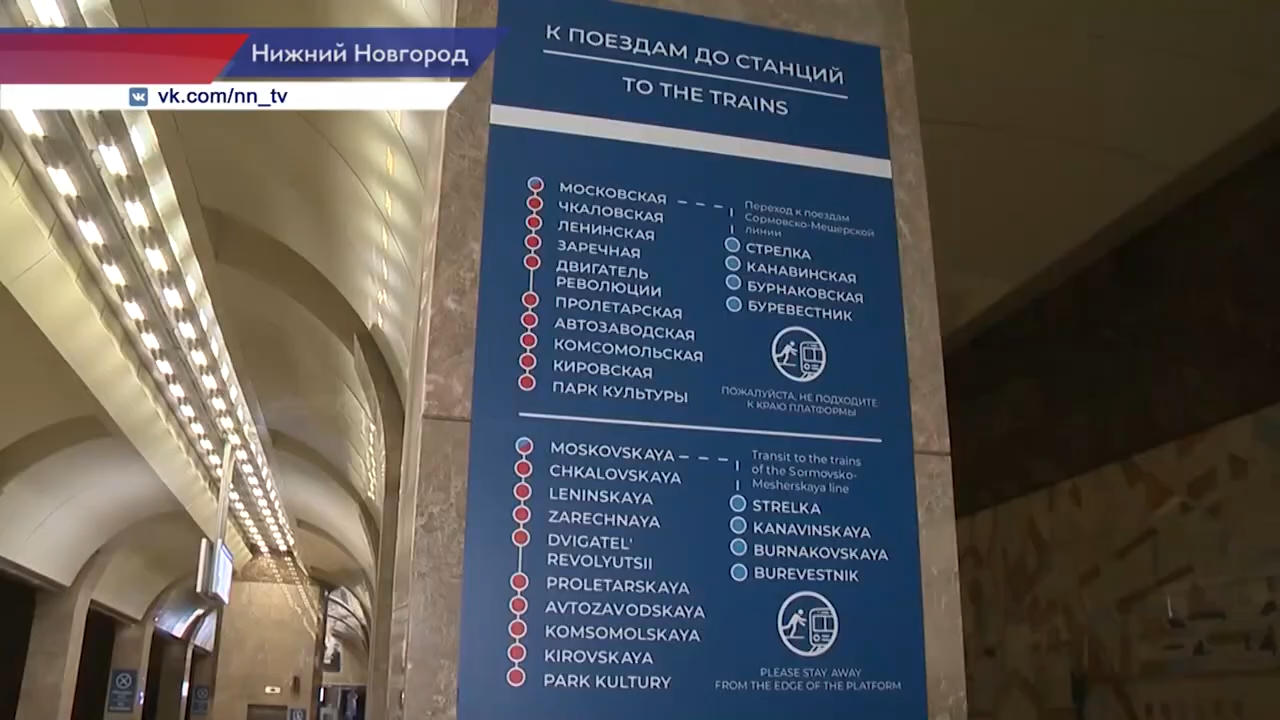 Нижний Новгород
vk.com/nn_tv
К ПОЕЗДАМ ДО СТАНЦИЙ
TO THE TRAINS
МОСКОВСКАЯ
ЧКАЛОВСКАЯ
ЛЕНИНСКАЯ
ЗАРЕЧНАЯ
ДВИГАТЕЛЬ
РЕВОЛЮЦИИ
ПРОЛЕТАРСКАЯ
АВТОЗАВОДСКАЯ
КОМСОМОЛЬСКАЯ
КИРОВСКАЯ
ПАРК КУЛЬТУРЫ
Переход к поездам
Сормовско-Мещерской
линии
СТРЕЛКА
КАНАВИНСКАЯ
БУРНАКОВСКАЯ
БУРЕВЕСТНИК
ПОЖАЛУЙСТА, НЕ ПОДХОДИТЕ
К КРАЮ ПЛАТФОРМЫ
MOSKOVSKAYA
CHKALOVSKAYA
LENINSKAYA
ZARECHNAYA
DVIGATEL'
REVOLYUTSII
PROLETARSKAYA
AVTOZAVODSKAYA
KOMSOMOLSKAYA
KIROVSKAYA
PARK KULTURY
Transit to the trains
of the Sormovsko-
Mesherskaya line
STRELKA
KANAVINSKAYA
BURNAKOVSKAYA
BUREVESTNIK
PLEASE STAY AWAY
FROM THE EDGE OF THE PLATFORM